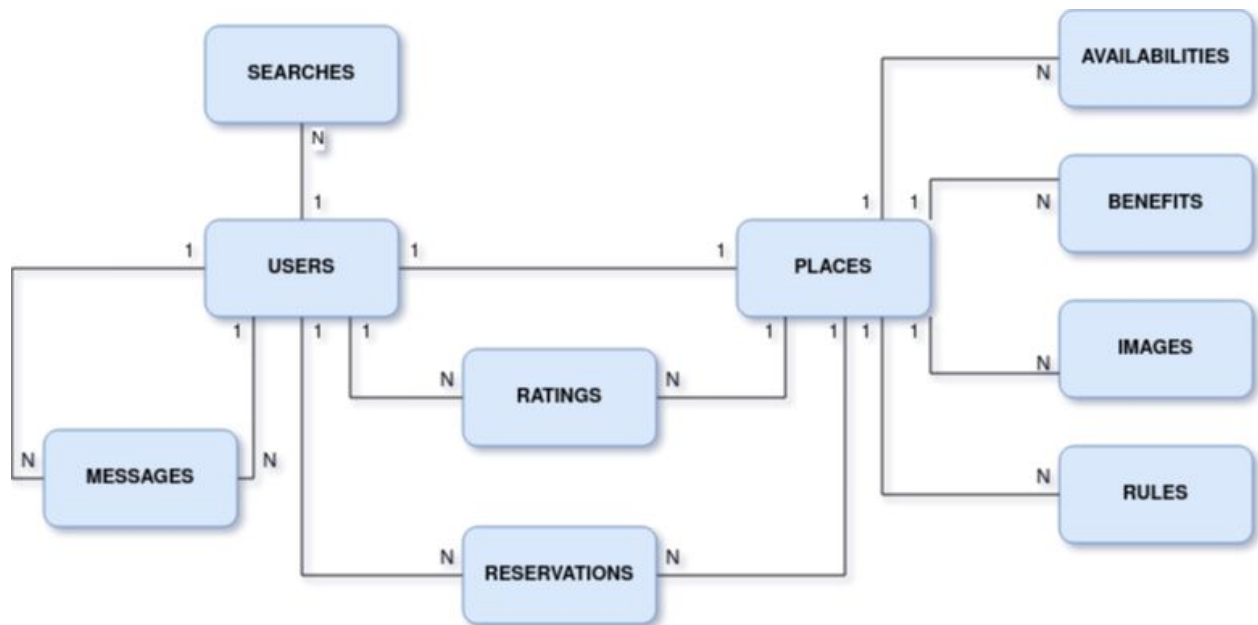 AVAILABILITIES
SEARCHES
N
N
BENEFITS
1
1
1
N
1
1
1
USERS
PLACES
1
1
1
1
1
1
1
IMAGES
N
N
N
RATINGS
N
N
MESSAGES
N
N
RULES
N
N
RESERVATIONS